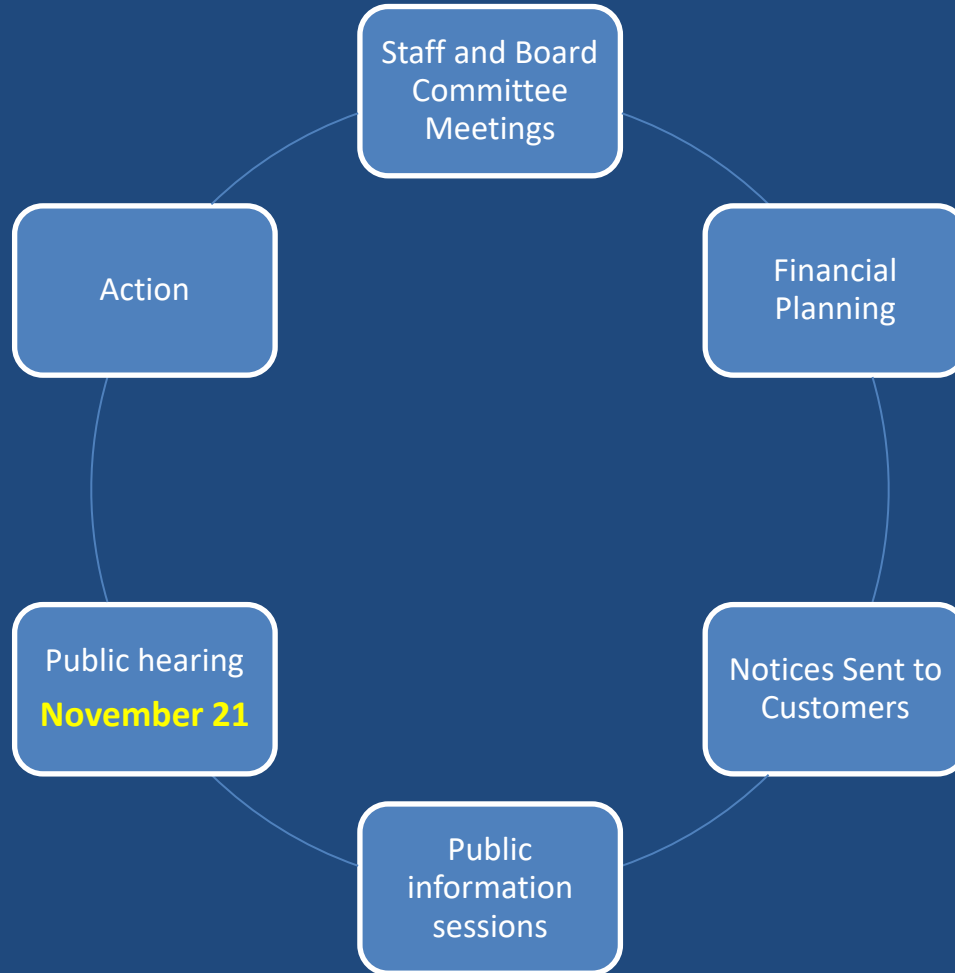 Staff and Board
Committee
Meetings
Financial
Planning
Notices Sent to
Customers
Public
information
sessions
Public hearing
November 21
Action